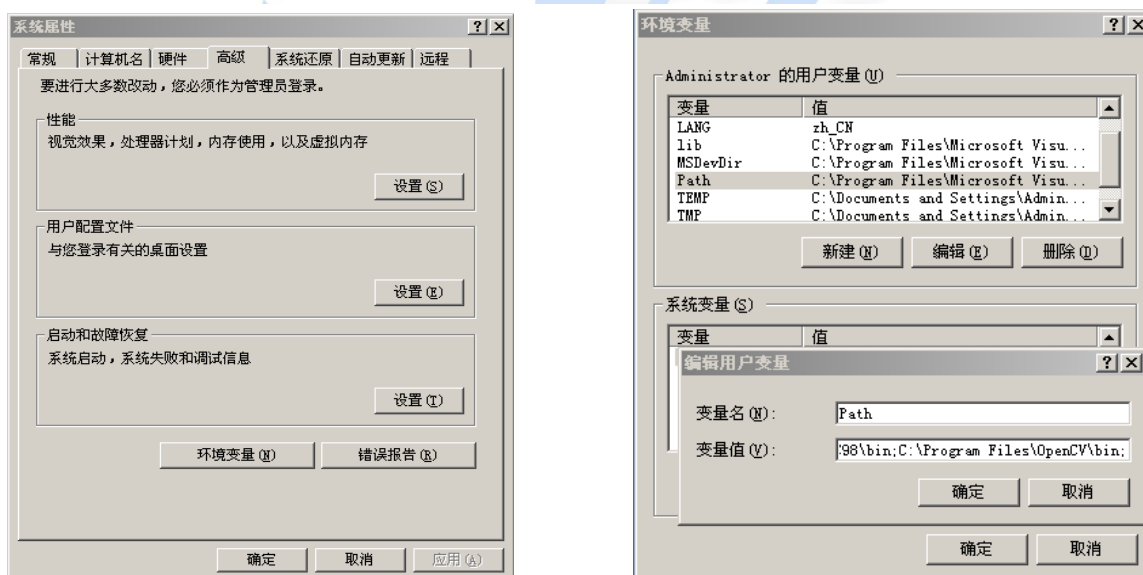 系统属性
常规 计算机名 硬件 高级 系统还原 自动更新 远程
要进行大多数改动，您必须作为管理员登录。
性能
视觉效果，处理器计划，内存使用，以及虚拟内存
设置(S)
用户配置文件
与您登录有关的桌面设置
设置(E)
启动和故障恢复
系统启动，系统失败和调试信息
设置(T)
环境变量(N) 错误报告(R)
确定 取消 应用(A)
环境变量
Administrator 的用户变量(U)
变量 值
LANG zh_CN
lib C:\Program Files\Microsoft Visu...
MSDevDir C:\Program Files\Microsoft Visu...
Path C:\Program Files\Microsoft Visu...
TEMP C:\Documents and Settings\Admin...
TMP C:\Documents and Settings\Admin...
新建(N) 编辑(E) 删除(D)
系统变量(S)
变量 值
编辑用户变量
变量名(N): Path
变量值(V): '98\bin;C:\Program Files\OpenCV\bin;
确定 取消
确定 取消